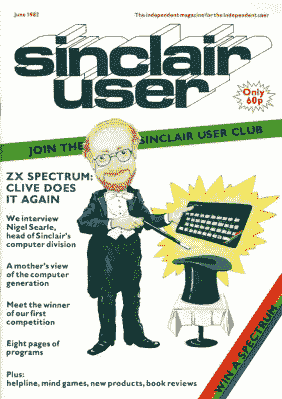 June 1982
The independent magazine for the independent user
sinclair
user
Only
60p
JOIN THE SINCLAIR USER CLUB
ZX SPECTRUM:
CLIVE DOES
IT AGAIN
We interview
Nigel Searle,
head of Sinclair's
computer division
A mother's view
of the computer
generation
Meet the winner
of our first
competition
Eight pages of
programs
Plus:
helpline, mind games, new products, book reviews
WIN A SPECTRUM